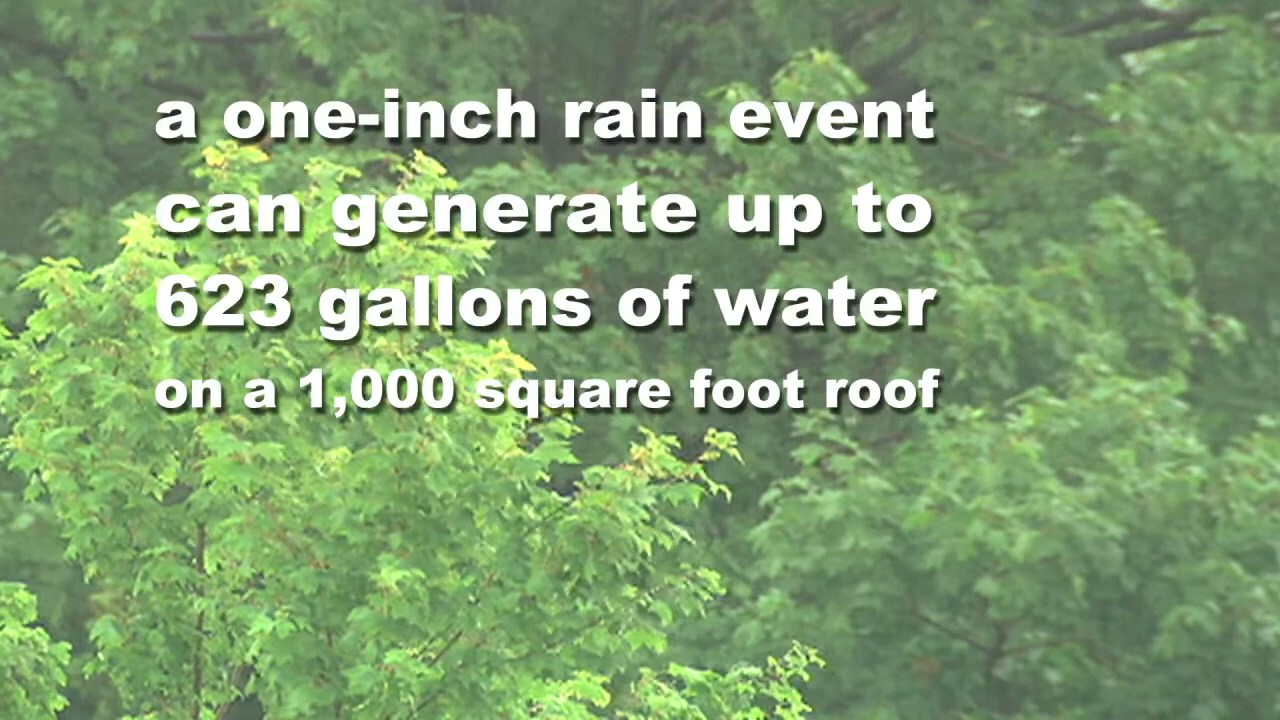 a one-inch rain event
can generate up to
623 gallons of water
on a 1,000 square foot roof